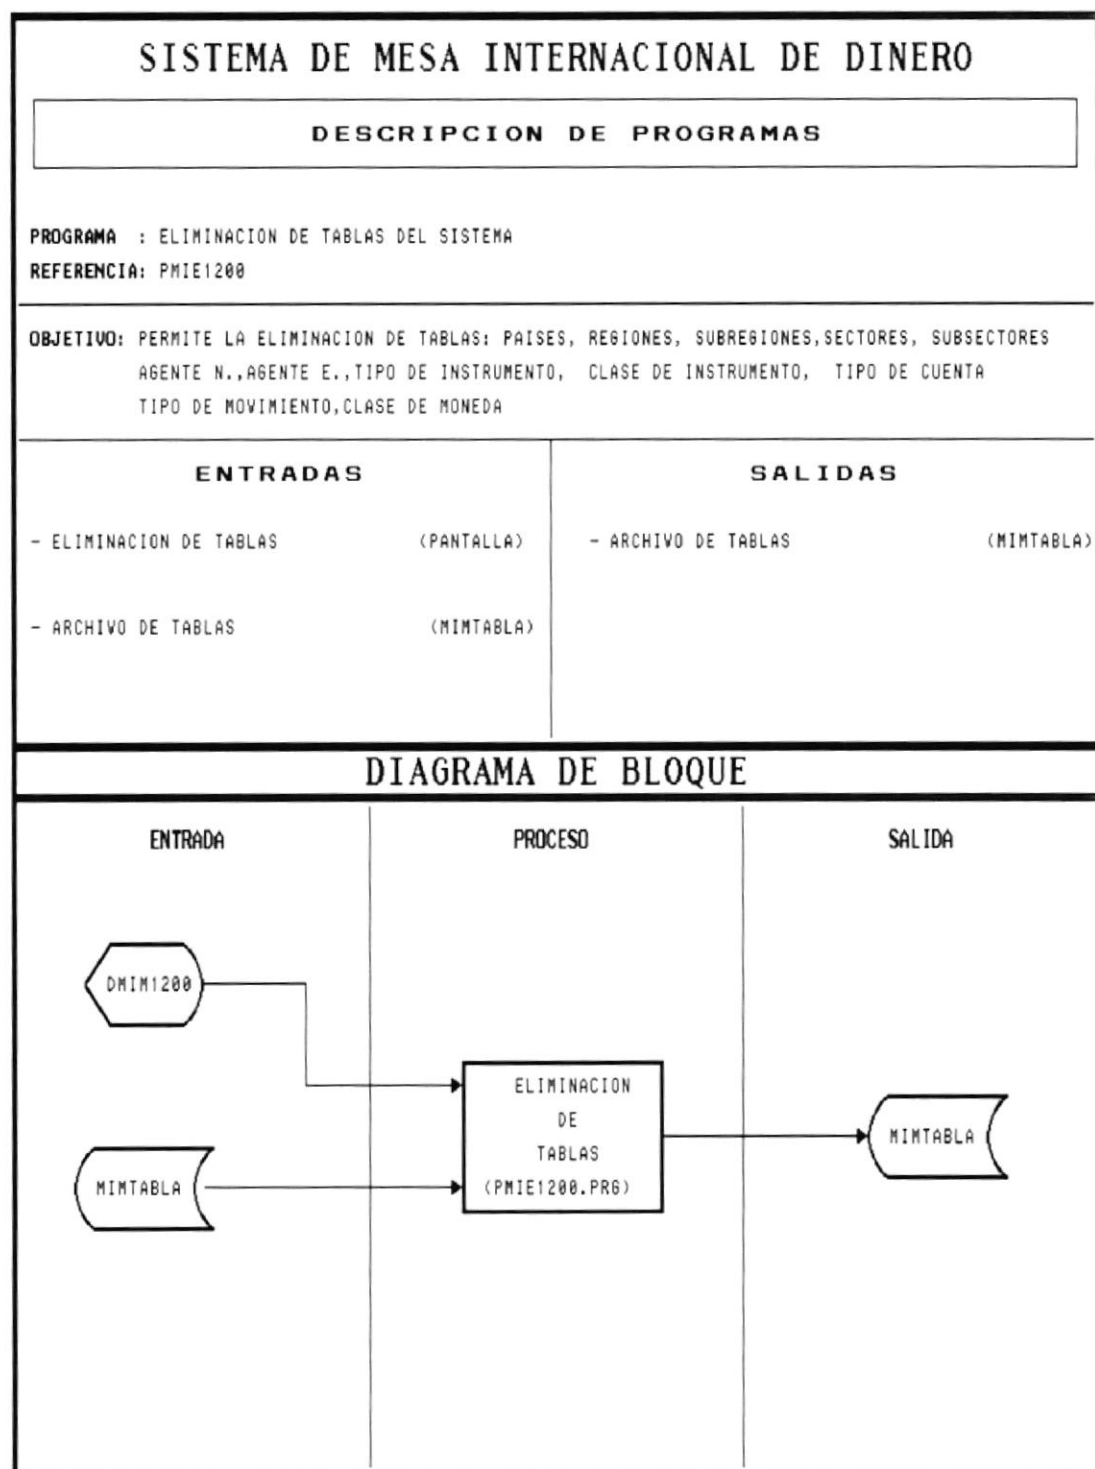 SISTEMA DE MESA INTERNACIONAL DE DINERO
DESCRIPCION DE PROGRAMAS
PROGRAMA : ELIMINACION DE TABLAS DEL SISTEMA
REFERENCIA: PMIE1200
OBJETIVO: PERMITE LA ELIMINACION DE TABLAS: PAISES, REGIONES, SUBREGIONES,SECTORES, SUBSECTORES
AGENTE N.,AGENTE E.,TIPO DE INSTRUMENTO, CLASE DE INSTRUMENTO, TIPO DE CUENTA
TIPO DE MOVIMIENTO,CLASE DE MONEDA
ENTRADAS
- ELIMINACION DE TABLAS (PANTALLA)
- ARCHIVO DE TABLAS (MIMTABLA)
SALIDAS
- ARCHIVO DE TABLAS (MIMTABLA)
DIAGRAMA DE BLOQUE
ENTRADA
PROCESO
SALIDA
DMIM1200
MIMTABLA
ELIMINACION
DE
TABLAS
(PMIE1200.PRG)
MIMTABLA